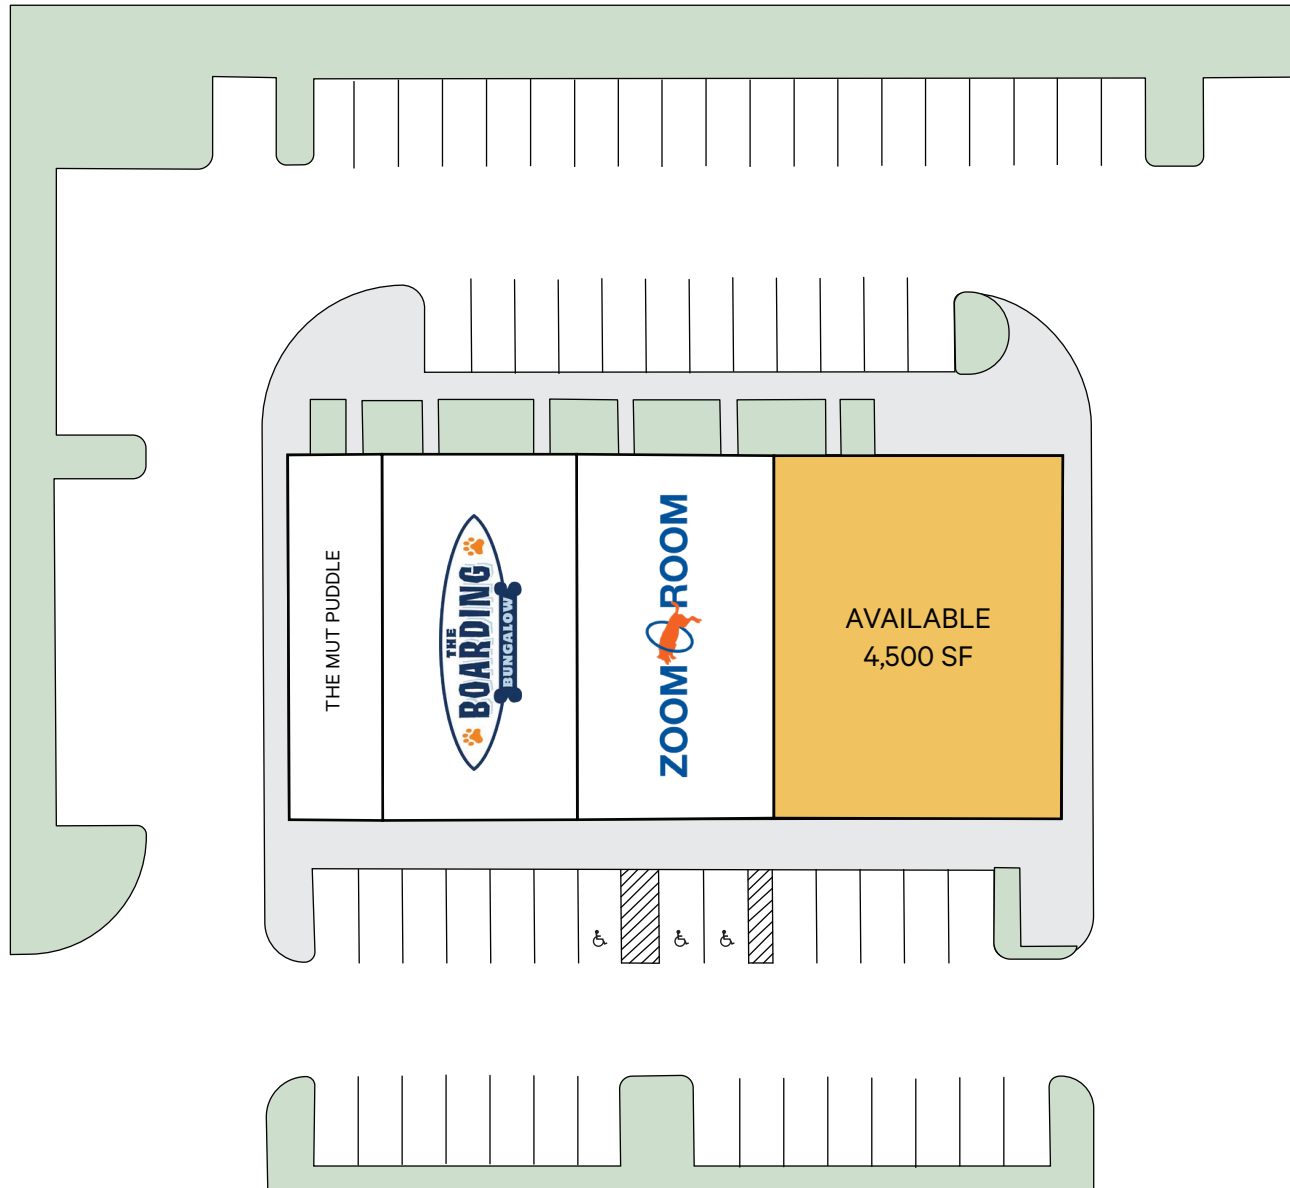 THE MUT PUDDLE
THE
BOARDING
BUNGALOW
ZOOM ROOM
AVAILABLE
4,500 SF